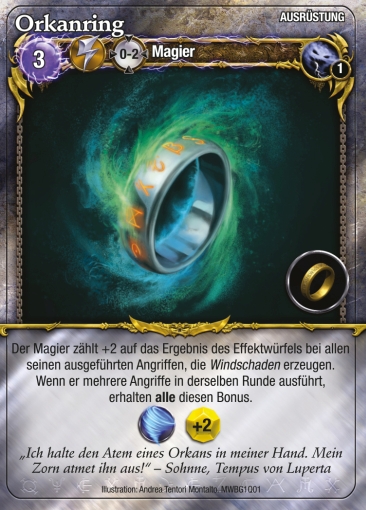 Orkanring
AUSRÜSTUNG
3
0-2
Magier
1
Der Magier zählt +2 auf das Ergebnis des Effektwürfels bei allen
seinen ausgeführten Angriffen, die Windschaden erzeugen.
Wenn er mehrere Angriffe in derselben Runde ausführt,
erhalten alle diesen Bonus.
+2
„Ich halte den Atem eines Orkans in meiner Hand. Mein
Zorn atmet ihn aus!“ – Sohnne, Tempus von Luperta
Illustration: Andrea Tentori Montalto, MWBG1Q01